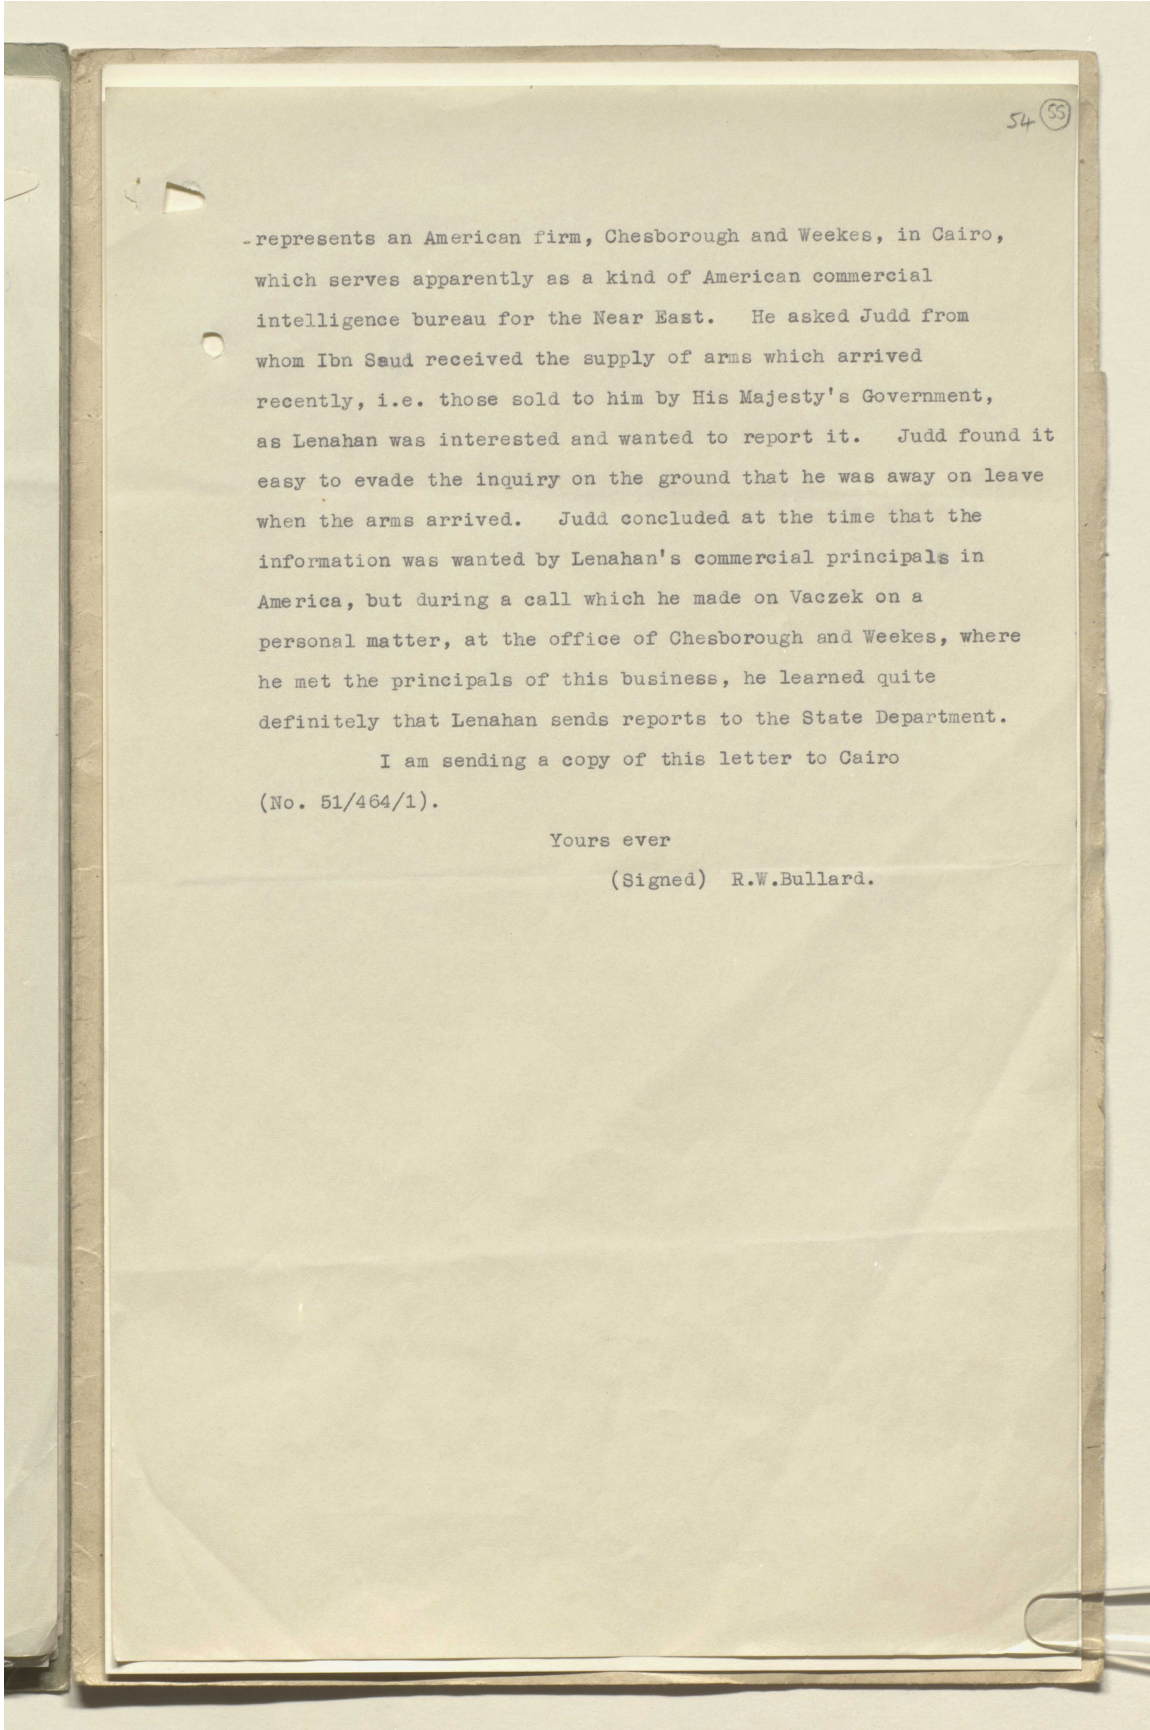 54 55
-represents an American firm, Chesborough and Weekes, in Cairo,
which serves apparently as a kind of American commercial
intelligence bureau for the Near East. He asked Judd from
whom Ibn Saud received the supply of arms which arrived
recently, i.e. those sold to him by His Majesty's Government,
as Lenahan was interested and wanted to report it. Judd found it
easy to evade the inquiry on the ground that he was away on leave
when the arms arrived. Judd concluded at the time that the
information was wanted by Lenahan's commercial principals in
America, but during a call which he made on Vaczek on a
personal matter, at the office of Chesborough and Weekes, where
he met the principals of this business, he learned quite
definitely that Lenahan sends reports to the State Department.
I am sending a copy of this letter to Cairo
(No. 51/464/1).
Yours ever
(Signed) R.W.Bullard.